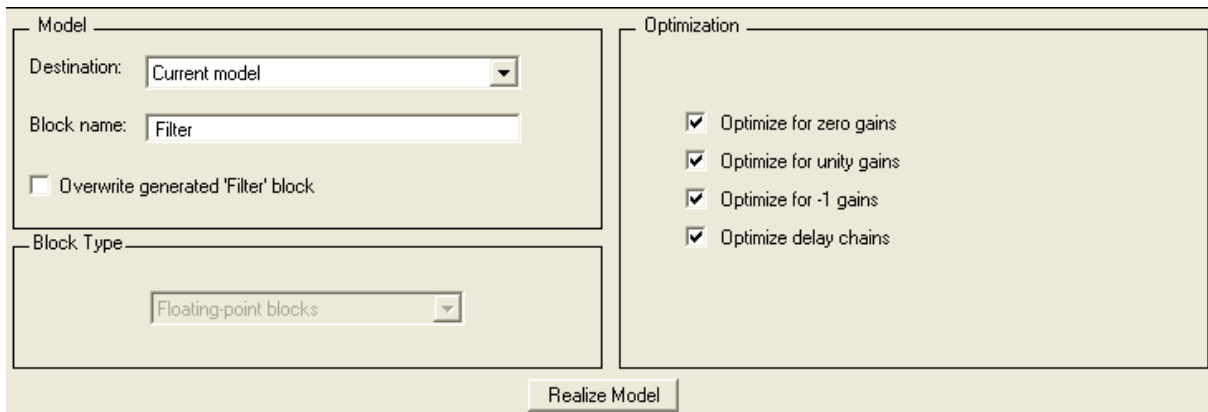 Model
Destination:
Current model
Block name:
Filter
Overwrite generated 'Filter' block
Block Type
Floating-point blocks
Optimization
Optimize for zero gains
Optimize for unity gains
Optimize for -1 gains
Optimize delay chains
Realize Model